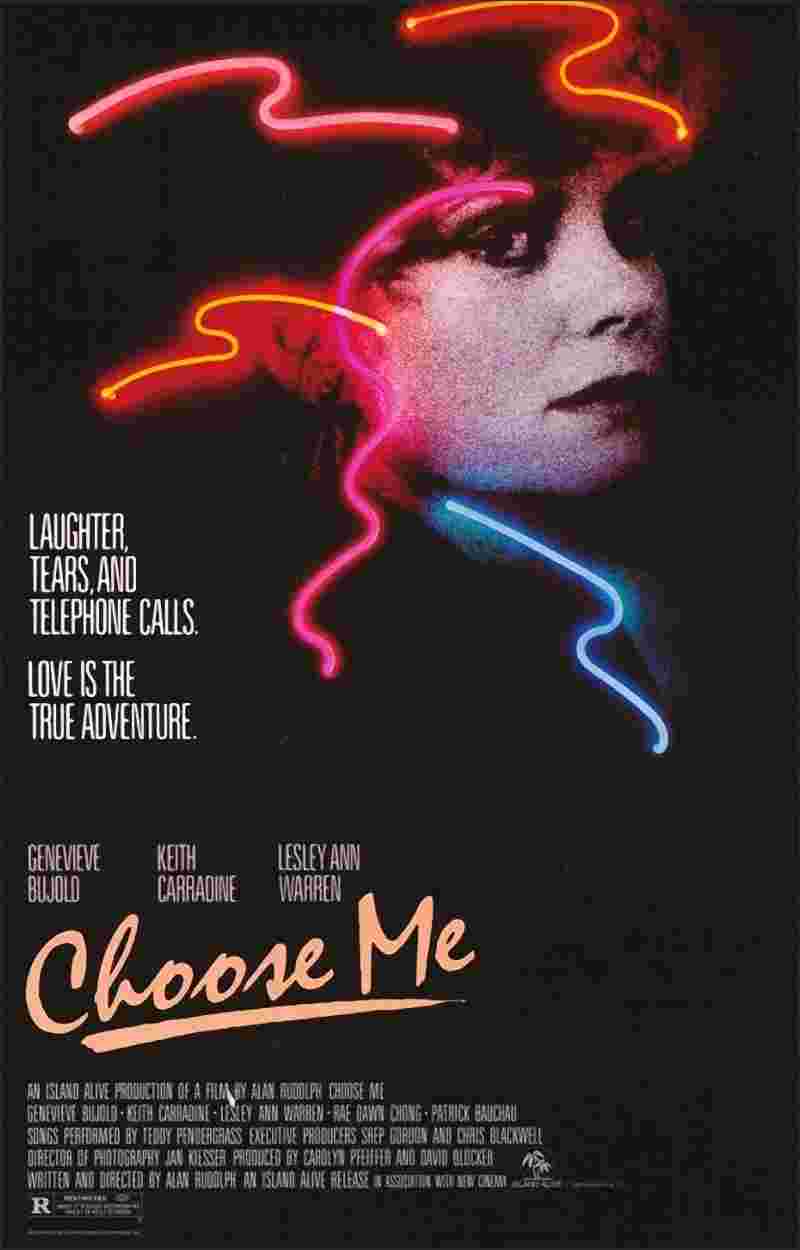 LAUGHTER,
TEARS, AND
TELEPHONE CALLS.
LOVE IS THE
TRUE ADVENTURE.
GENEVIEVE BUJOLD
KEITH CARRADINE
LESLEY ANN WARREN
Choose Me
AN ISLAND ALIVE PRODUCTION OF A FILM BY ALAN RUDOLPH CHOOSE ME
GENEVIEVE BUJOLD · KEITH CARRADINE · LESLEY ANN WARREN · RAE DAWN CHONG · PATRICK BAUCHAU
SONGS PERFORMED BY TEDDY PENDERGRASS EXECUTIVE PRODUCERS SHEP GORDON AND CHRIS BLACKWELL
DIRECTOR OF PHOTOGRAPHY JAN KIESSER PRODUCED BY CAROLYN PFEIFFER AND DAVID BLOCKER
WRITTEN AND DIRECTED BY ALAN RUDOLPH AN ISLAND ALIVE RELEASE IN ASSOCIATION WITH NEW CINEMA
ISLAND ALIVE
R RESTRICTED